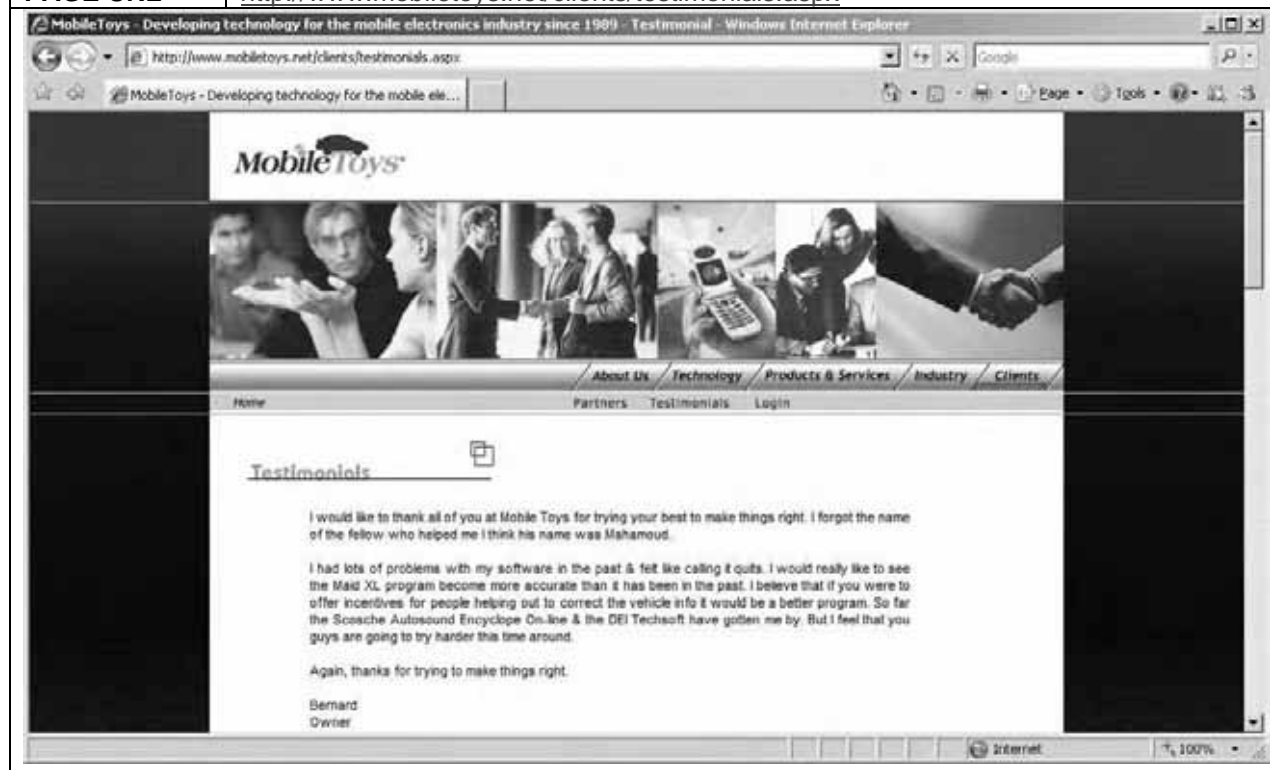 PAGE URL http://www.mobiletoys.net/clients/testimonials.aspx
MobileToys - Developing technology for the mobile electronics industry since 1989 - Testimonial - Windows Internet Explorer
http://www.mobiletoys.net/clients/testimonials.aspx
Google
MobileToys - Developing technology for the mobile ele...
Page
Tools
MobileToys
About Us / Technology / Products & Services / Industry / Clients
Home
Partners Testimonials Login
Testimonials
I would like to thank all of you at Mobile Toys for trying your best to make things right. I forgot the name
of the fellow who helped me I think his name was Mahamoud.
I had lots of problems with my software in the past & felt like calling it quits. I would really like to see
the Maid XL program become more accurate than it has been in the past. I believe that if you were to
offer incentives for people helping out to correct the vehicle info it would be a better program. So far
the Scosche Autosound Encyclope On-line & the DEI Techsoft have gotten me by. But I feel that you
guys are going to try harder this time around.
Again, thanks for trying to make things right.
Bernard
Owner
Internet
100%